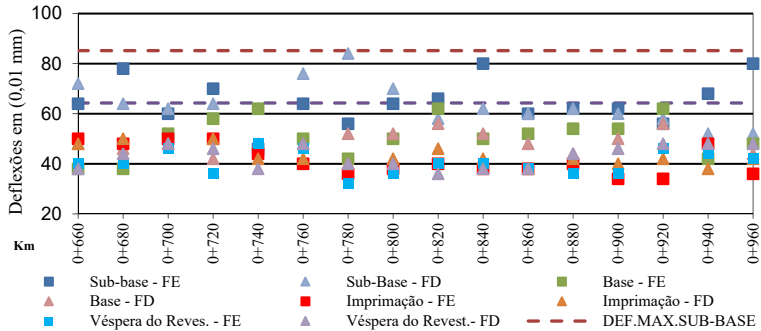 Deflexões em (0,01 mm)
100
80
60
40
20
Km
0+660
0+680
0+700
0+720
0+740
0+760
0+780
0+800
0+820
0+840
0+860
0+880
0+900
0+920
0+940
0+960
Sub-base - FE
Sub-Base - FD
Base - FE
Base - FD
Imprimação - FE
Imprimação - FD
Véspera do Reves. - FE
Véspera do Revest.- FD
DEF.MAX.SUB-BASE